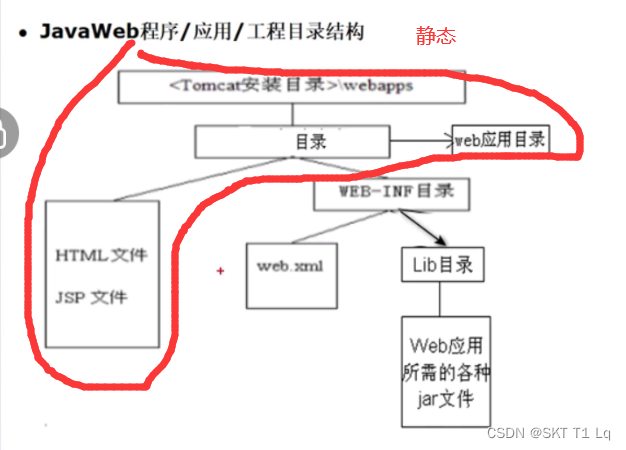 • JavaWeb程序/应用/工程目录结构
静态
<Tomcat安装目录>\webapps
目录
web应用目录
WEB-INF目录
HTML文件
JSP 文件
+
web.xml
Lib目录
Web应用
所需的各种
jar文件
CSDN @SKT T1 Lq